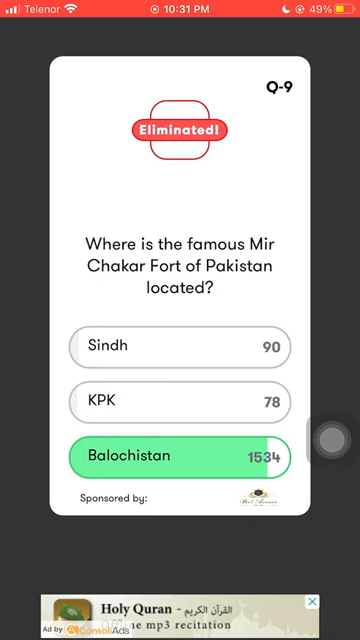 Telenor 10:31 PM 49%
Q-9
Eliminated!
Where is the famous Mir
Chakar Fort of Pakistan
located?
Sindh 90
KPK 78
Balochistan 1534
Sponsored by:
Holy Quran - القرآن الكريم
mp3 recitation
Ad by ConsoliAds